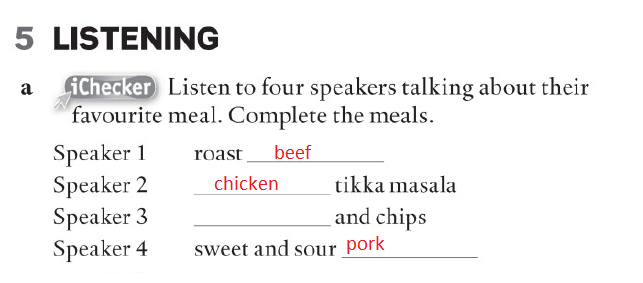 5 LISTENING
a iChecker Listen to four speakers talking about their
favourite meal. Complete the meals.
Speaker 1 roast beef
Speaker 2 chicken tikka masala
Speaker 3 ____________ and chips
Speaker 4 sweet and sour pork